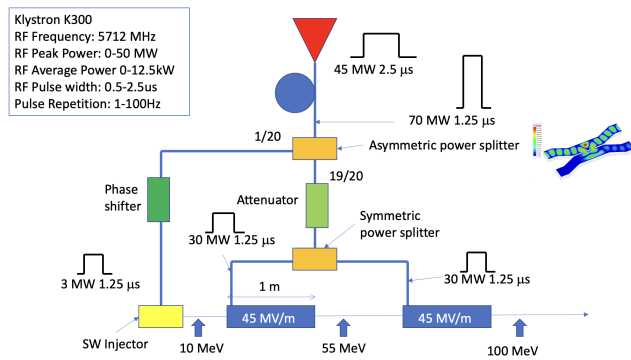 Klystron K300
RF Frequency: 5712 MHz
RF Peak Power: 0-50 MW
RF Average Power 0-12.5kW
RF Pulse width: 0.5-2.5us
Pulse Repetition: 1-100Hz
45 MW 2.5 µs
70 MW 1.25 µs
1/20
Asymmetric power splitter
19/20
Phase
shifter
Attenuator
Symmetric
power splitter
30 MW 1.25 µs
3 MW 1.25 µs
30 MW 1.25 µs
1 m
45 MV/m
45 MV/m
SW Injector
10 MeV
55 MeV
100 MeV